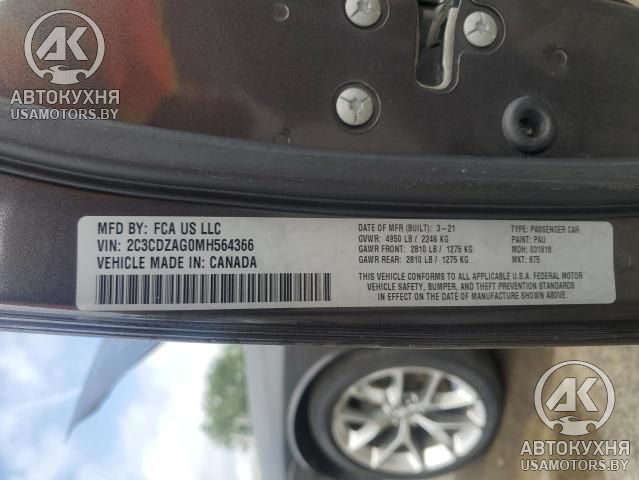 AK
АВТОКУХНЯ
USAMOTORS.BY
MFD BY: FCA US LLC
VIN: 2C3CDZAG0MH564366
VEHICLE MADE IN: CANADA
DATE OF MFR (BUILT): 3-21
GVWR: 4950 LB / 2246 KG
GAWR FRONT: 2810 LB / 1275 KG
GAWR REAR: 2810 LB / 1275 KG
TYPE: PASSENGER CAR
PAINT: PAU
MDH: 031818
MKT: 875
THIS VEHICLE CONFORMS TO ALL APPLICABLE U.S.A. FEDERAL MOTOR
VEHICLE SAFETY, BUMPER, AND THEFT PREVENTION STANDARDS
IN EFFECT ON THE DATE OF MANUFACTURE SHOWN ABOVE.
AK
АВТОКУХНЯ
USAMOTORS.BY